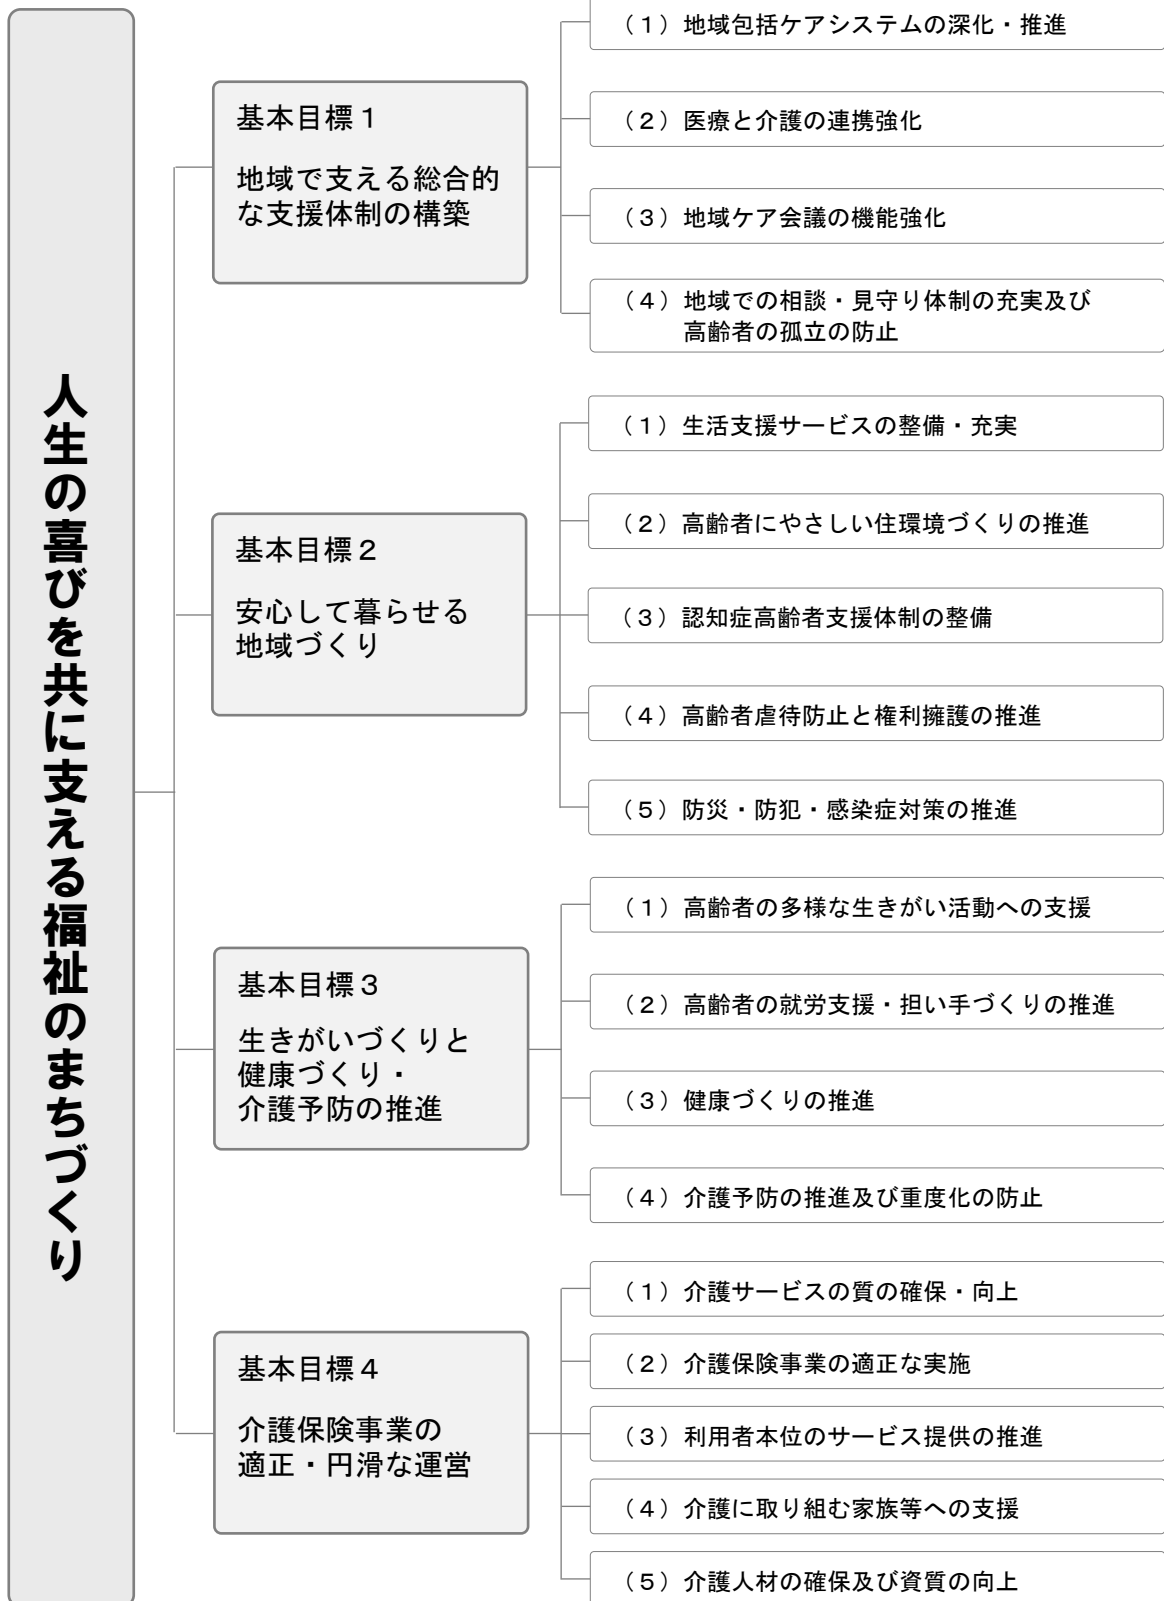 人生の喜びを共に支える福祉のまちづくり
基本目標１
地域で支える総合的
な支援体制の構築
（１）地域包括ケアシステムの深化・推進
（２）医療と介護の連携強化
（３）地域ケア会議の機能強化
（４）地域での相談・見守り体制の充実及び
高齢者の孤立の防止
基本目標２
安心して暮らせる
地域づくり
（１）生活支援サービスの整備・充実
（２）高齢者にやさしい住環境づくりの推進
（３）認知症高齢者支援体制の整備
（４）高齢者虐待防止と権利擁護の推進
（５）防災・防犯・感染症対策の推進
基本目標３
生きがいづくりと
健康づくり・
介護予防の推進
（１）高齢者の多様な生きがい活動への支援
（２）高齢者の就労支援・担い手づくりの推進
（３）健康づくりの推進
（４）介護予防の推進及び重度化の防止
基本目標４
介護保険事業の
適正・円滑な運営
（１）介護サービスの質の確保・向上
（２）介護保険事業の適正な実施
（３）利用者本位のサービス提供の推進
（４）介護に取り組む家族等への支援
（５）介護人材の確保及び資質の向上